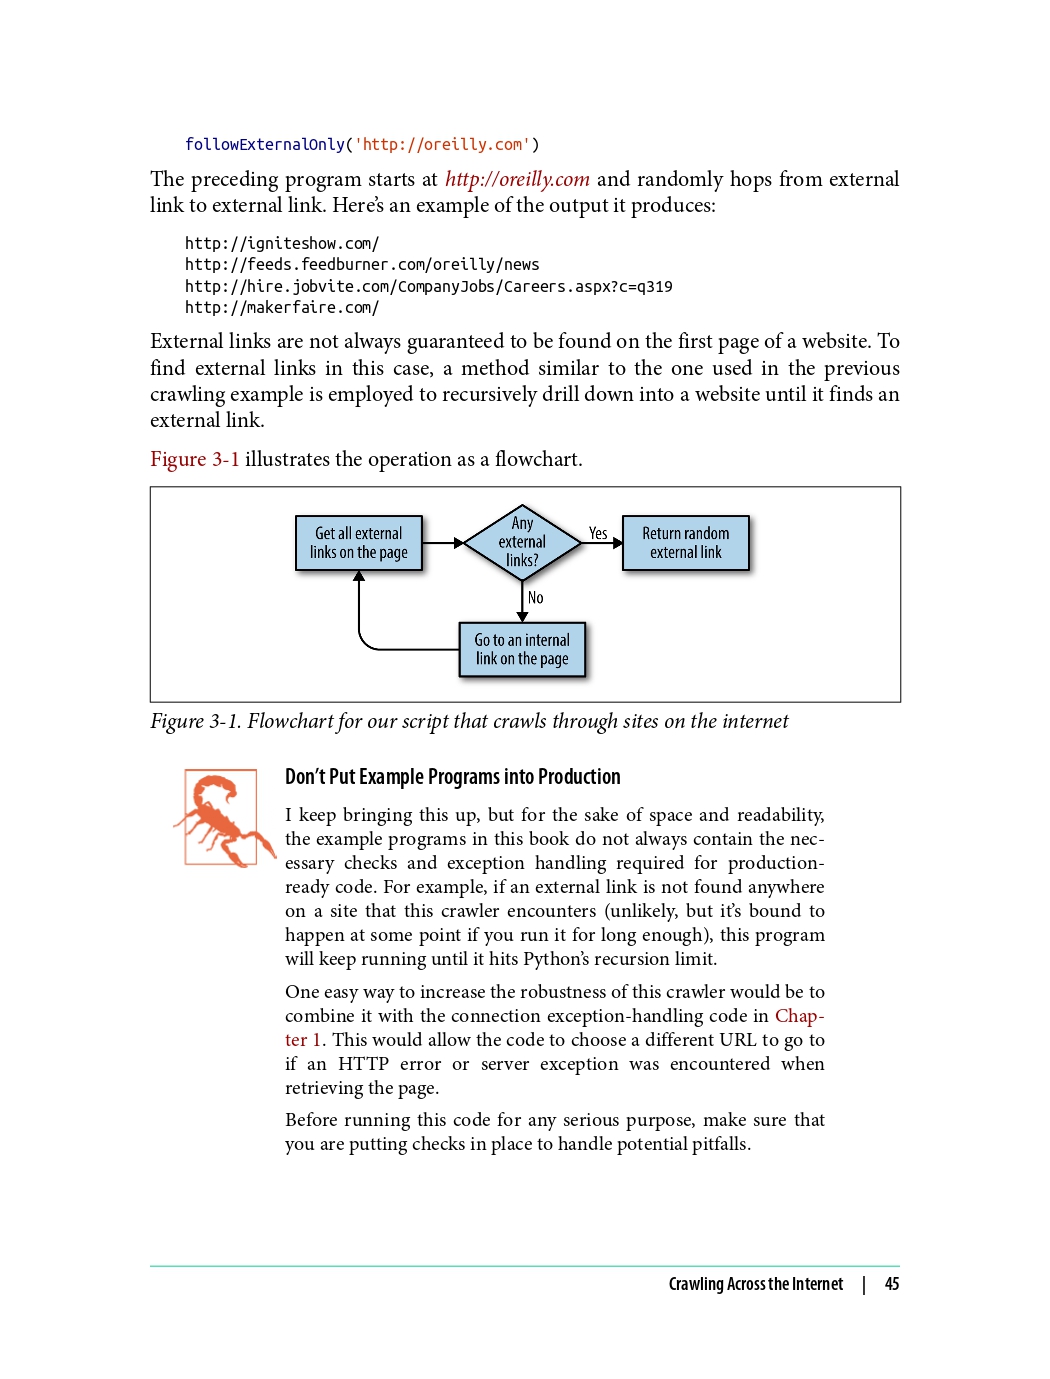 followExternalOnly('http://oreilly.com')
The preceding program starts at http://oreilly.com and randomly hops from external
link to external link. Here’s an example of the output it produces:
http://igniteshow.com/
http://feeds.feedburner.com/oreilly/news
http://hire.jobvite.com/CompanyJobs/Careers.aspx?c=q319
http://makerfaire.com/
External links are not always guaranteed to be found on the first page of a website. To
find external links in this case, a method similar to the one used in the previous
crawling example is employed to recursively drill down into a website until it finds an
external link.
Figure 3-1 illustrates the operation as a flowchart.
Get all external
links on the page
Any
external
links?
Yes
Return random
external link
No
Go to an internal
link on the page
Figure 3-1. Flowchart for our script that crawls through sites on the internet
Don’t Put Example Programs into Production
I keep bringing this up, but for the sake of space and readability,
the example programs in this book do not always contain the nec-
essary checks and exception handling required for production-
ready code. For example, if an external link is not found anywhere
on a site that this crawler encounters (unlikely, but it’s bound to
happen at some point if you run it for long enough), this program
will keep running until it hits Python’s recursion limit.
One easy way to increase the robustness of this crawler would be to
combine it with the connection exception-handling code in Chap-
ter 1. This would allow the code to choose a different URL to go to
if an HTTP error or server exception was encountered when
retrieving the page.
Before running this code for any serious purpose, make sure that
you are putting checks in place to handle potential pitfalls.
Crawling Across the Internet | 45